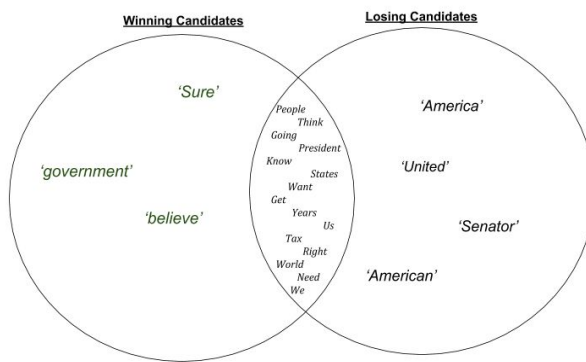 Winning Candidates
Losing Candidates
‘Sure’
‘government’
‘believe’
People
Think
Going
President
Know
States
Want
Get
Years
Us
Tax
Right
World
Need
We
‘America’
‘United’
‘Senator’
‘American’